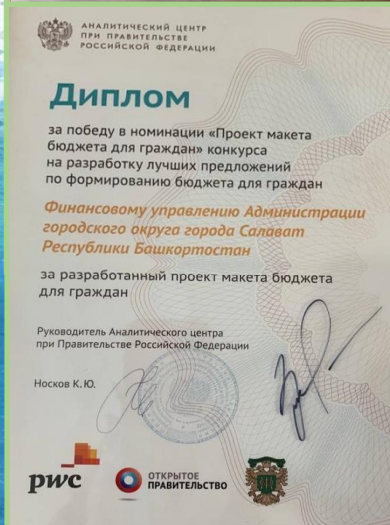 АНАЛИТИЧЕСКИЙ ЦЕНТР
ПРИ ПРАВИТЕЛЬСТВЕ
РОССИЙСКОЙ ФЕДЕРАЦИИ
Диплом
за победу в номинации «Проект макета
бюджета для граждан» конкурса
на разработку лучших предложений
по формированию бюджета для граждан
Финансовому управлению Администрации
городского округа города Салават
Республики Башкортостан
за разработанный проект макета бюджета
для граждан
Руководитель Аналитического центра
при Правительстве Российской Федерации
Носков К. Ю.
pwc
ОТКРЫТОЕ
ПРАВИТЕЛЬСТВО